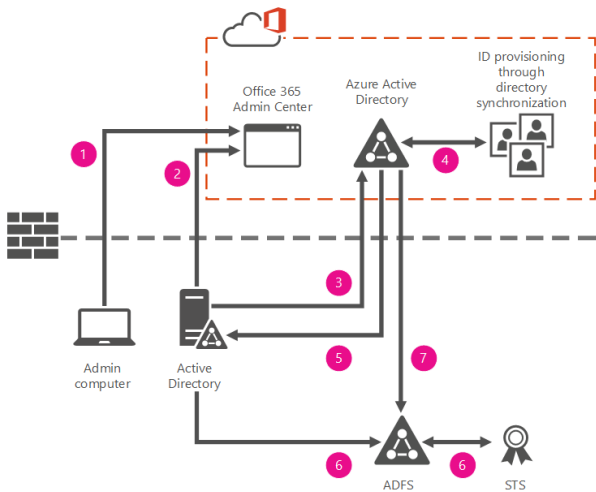 ID provisioning
through
directory
synchronization
Azure Active
Directory
Office 365
Admin Center
1
2
4
3
5
7
Admin
computer
Active
Directory
6
6
ADFS
STS